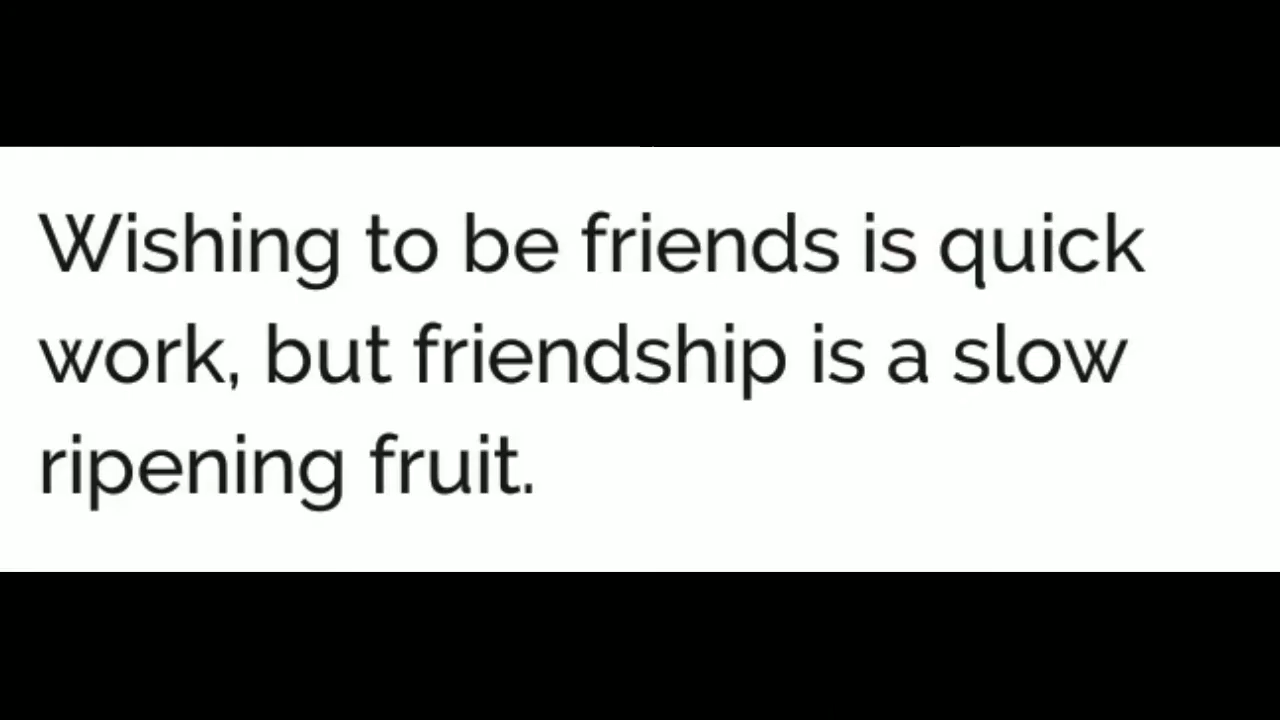 Wishing to be friends is quick
work, but friendship is a slow
ripening fruit.